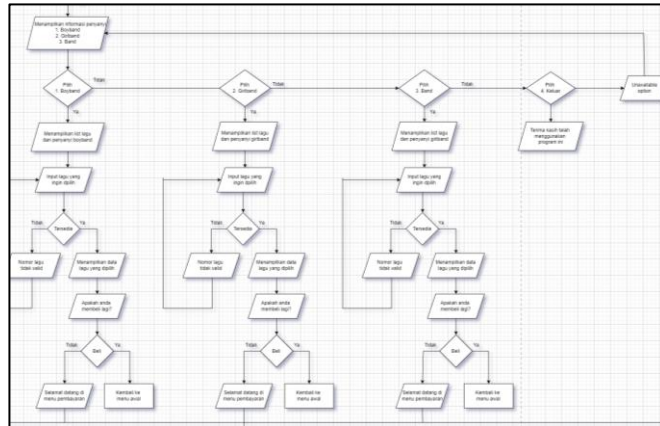 Menampilkan informasi penyanyi
1. Boyband
2. Girlband
3. Band
Pilih
1. Boyband
Tidak
Pilih
2. Girlband
Tidak
Pilih
3. Band
Tidak
Pilih
4. Keluar
Unavailable
option
Ya
Ya
Ya
Menampilkan list lagu
dan penyanyi boyband
Menampilkan list lagu
dan penyanyi girlband
Menampilkan list lagu
dan penyanyi girlband
Terima kasih telah
menggunakan
program ini
Input lagu yang
ingin dipilih
Input lagu yang
ingin dipilih
Input lagu yang
ingin dipilih
Tidak
Tersedia
Ya
Tidak
Tersedia
Ya
Tidak
Tersedia
Ya
Nomor lagu
tidak valid
Menampilkan data
lagu yang dipilih
Nomor lagu
tidak valid
Menampilkan data
lagu yang dipilih
Nomor lagu
tidak valid
Menampilkan data
lagu yang dipilih
Apakah anda
membeli lagi?
Apakah anda
membeli lagi?
Apakah anda
membeli lagi?
Tidak
Beli
Ya
Tidak
Beli
Ya
Tidak
Beli
Ya
Selamat datang di
menu pembayaran
Kembali ke
menu awal
Selamat datang di
menu pembayaran
Kembali ke
menu awal
Selamat datang di
menu pembayaran
Kembali ke
menu awal